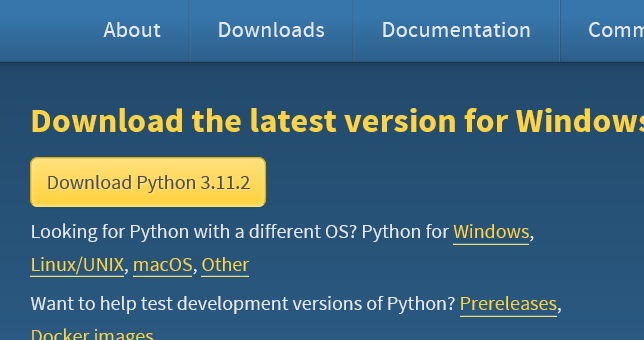 About Downloads Documentation
Download the latest version for Windows
Download Python 3.11.2
Looking for Python with a different OS? Python for Windows,
Linux/UNIX, macOS, Other
Want to help test development versions of Python? Prereleases,
Docker images